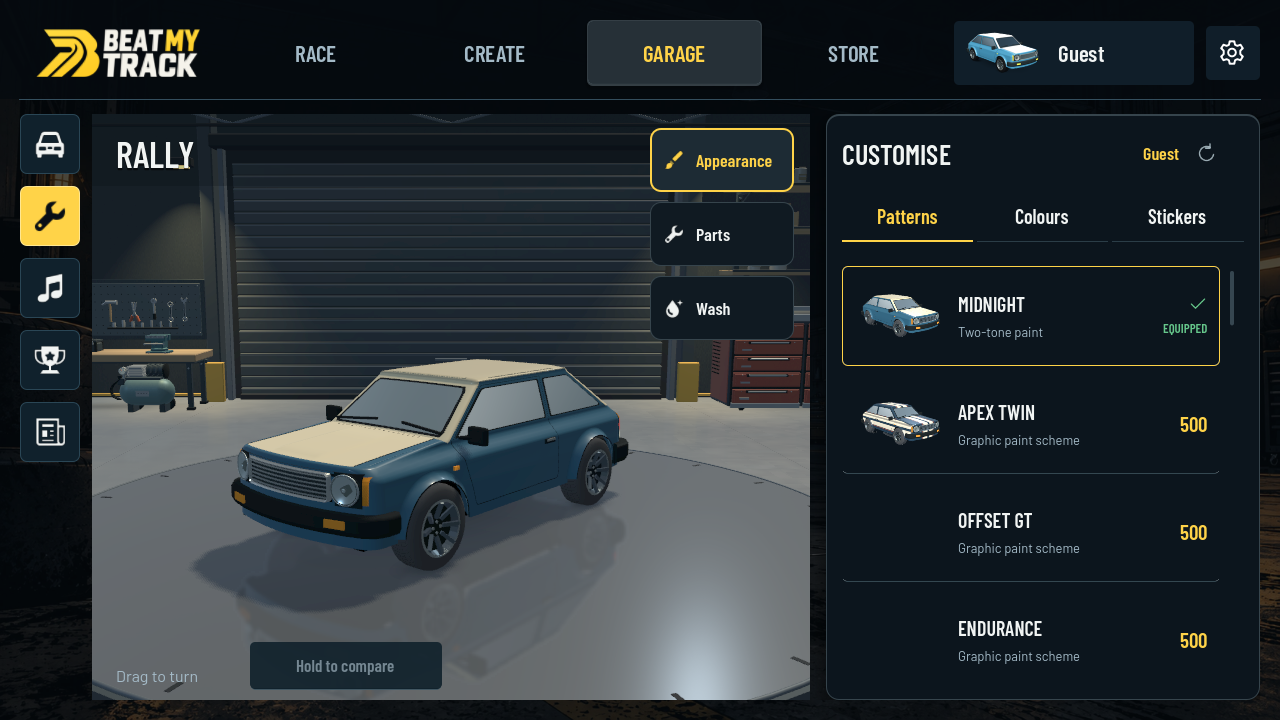 BEATMY
TRACK
RACE
CREATE
GARAGE
STORE
Guest
RALLY
Appearance
Parts
Wash
Hold to compare
Drag to turn
CUSTOMISE
Guest
Patterns
Colours
Stickers
MIDNIGHT
Two-tone paint
EQUIPPED
APEX TWIN
Graphic paint scheme
500
OFFSET GT
Graphic paint scheme
500
ENDURANCE
Graphic paint scheme
500